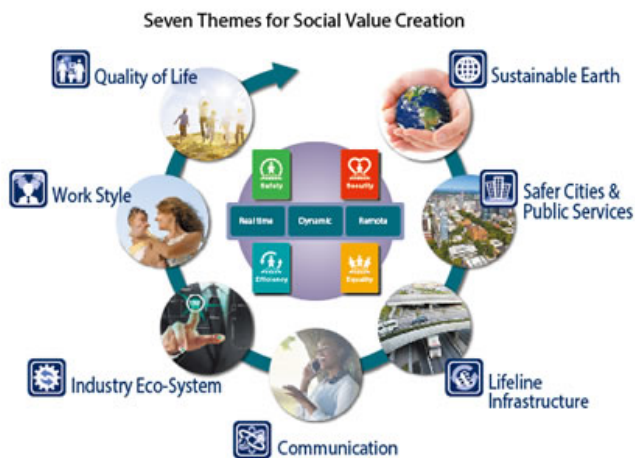 Seven Themes for Social Value Creation
Quality of Life
Sustainable Earth
Safety
Security
Work Style
Safer Cities &
Public Services
Real time
Dynamic
Remote
Efficiency
Equality
Industry Eco-System
Lifeline
Infrastructure
Communication